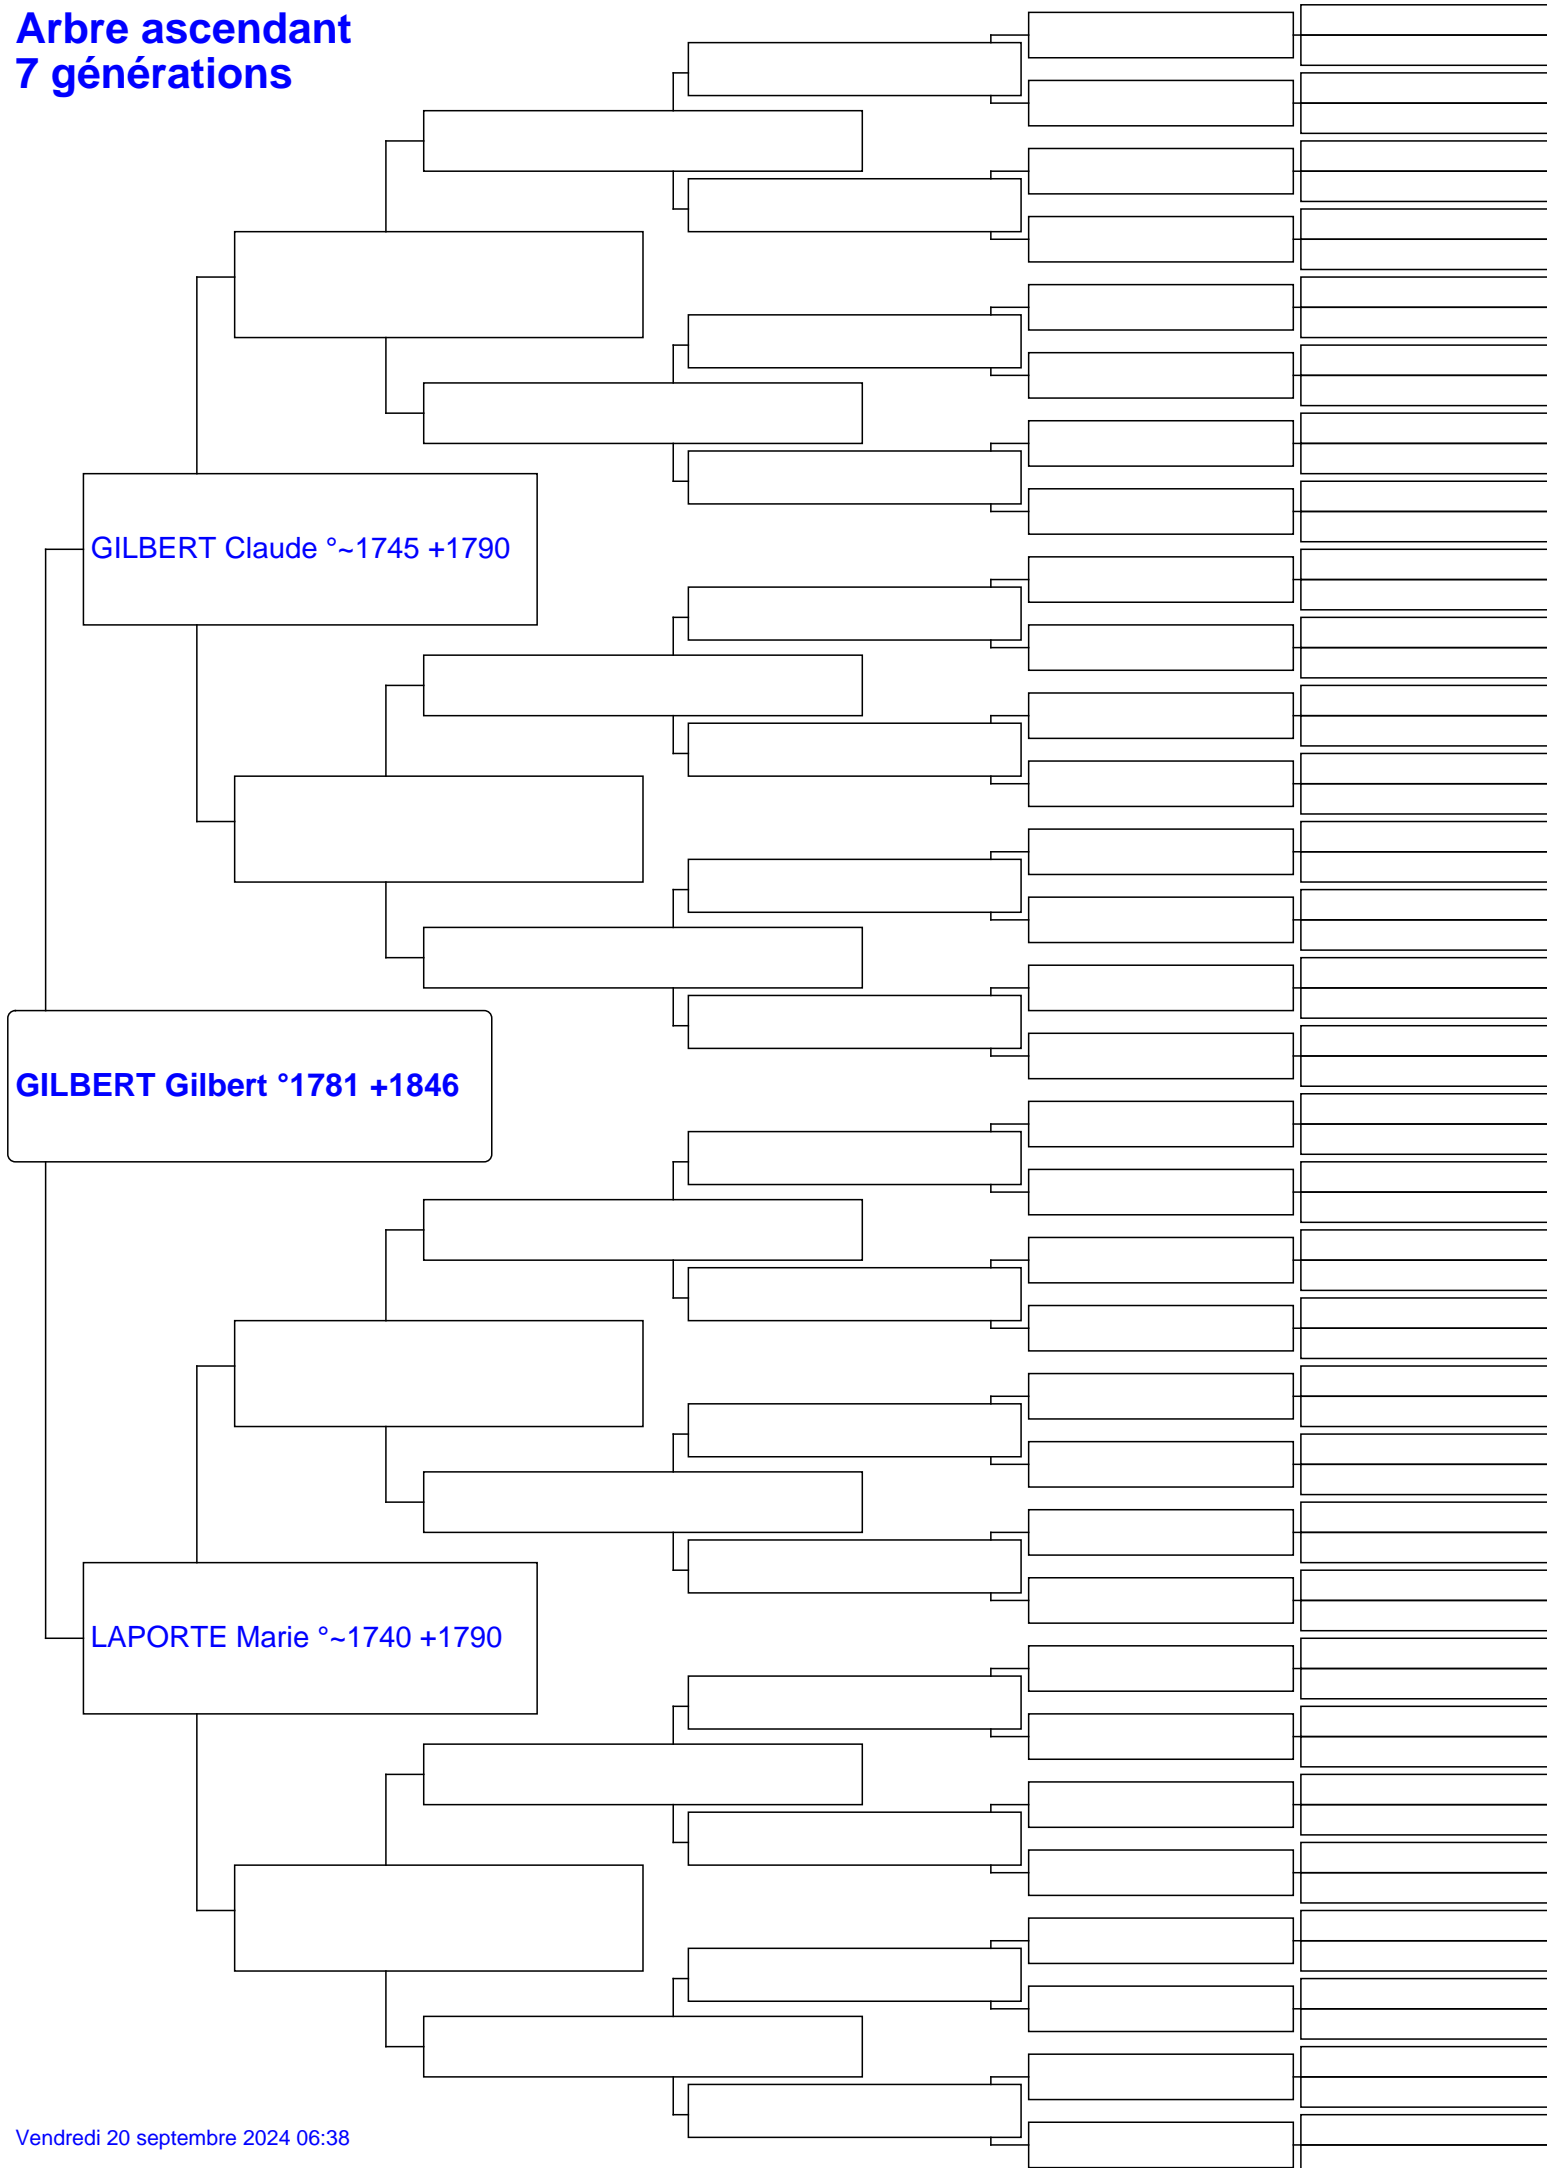 Arbre ascendant
7 générations
GILBERT Claude °~1745 +1790
GILBERT Gilbert °1781 +1846
LAPORTE Marie °~1740 +1790
Vendredi 20 septembre 2024 06:38